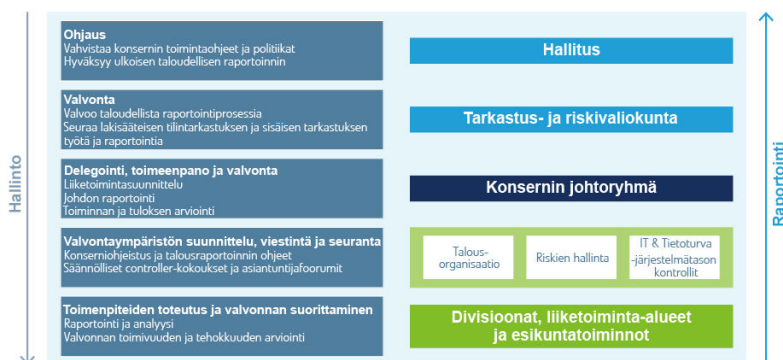 Hallinto
Ohjaus
Vahvistaa konsernin toimintaohjeet ja politiikat
Hyväksyy ulkoisen taloudellisen raportoinnin
Hallitus
Valvonta
Valvoo taloudellista raportointiprosessia
Seuraa lakisääteisen tilintarkastuksen ja sisäisen tarkastuksen
työtä ja raportointia
Tarkastus- ja riskivaliokunta
Delegointi, toimeenpano ja valvonta
Liiketoimintasuunnittelu
Johdon raportointi
Toiminnan ja tuloksen arviointi
Konsernin johtoryhmä
Valvontaympäristön suunnittelu, viestintä ja seuranta
Konserniohjeistus ja talousraportoinnin ohjeet
Säännölliset controller-kokoukset ja asiantuntijafoorumit
Talous-
organisaatio
Riskien hallinta
IT & Tietoturva
-järjestelmätason
kontrollit
Toimenpiteiden toteutus ja valvonnan suorittaminen
Raportointi ja analyysi
Valvonnan toimivuuden ja tehokkuuden arviointi
Divisioonat, liiketoiminta-alueet
ja esikuntatoiminnot
Raportointi